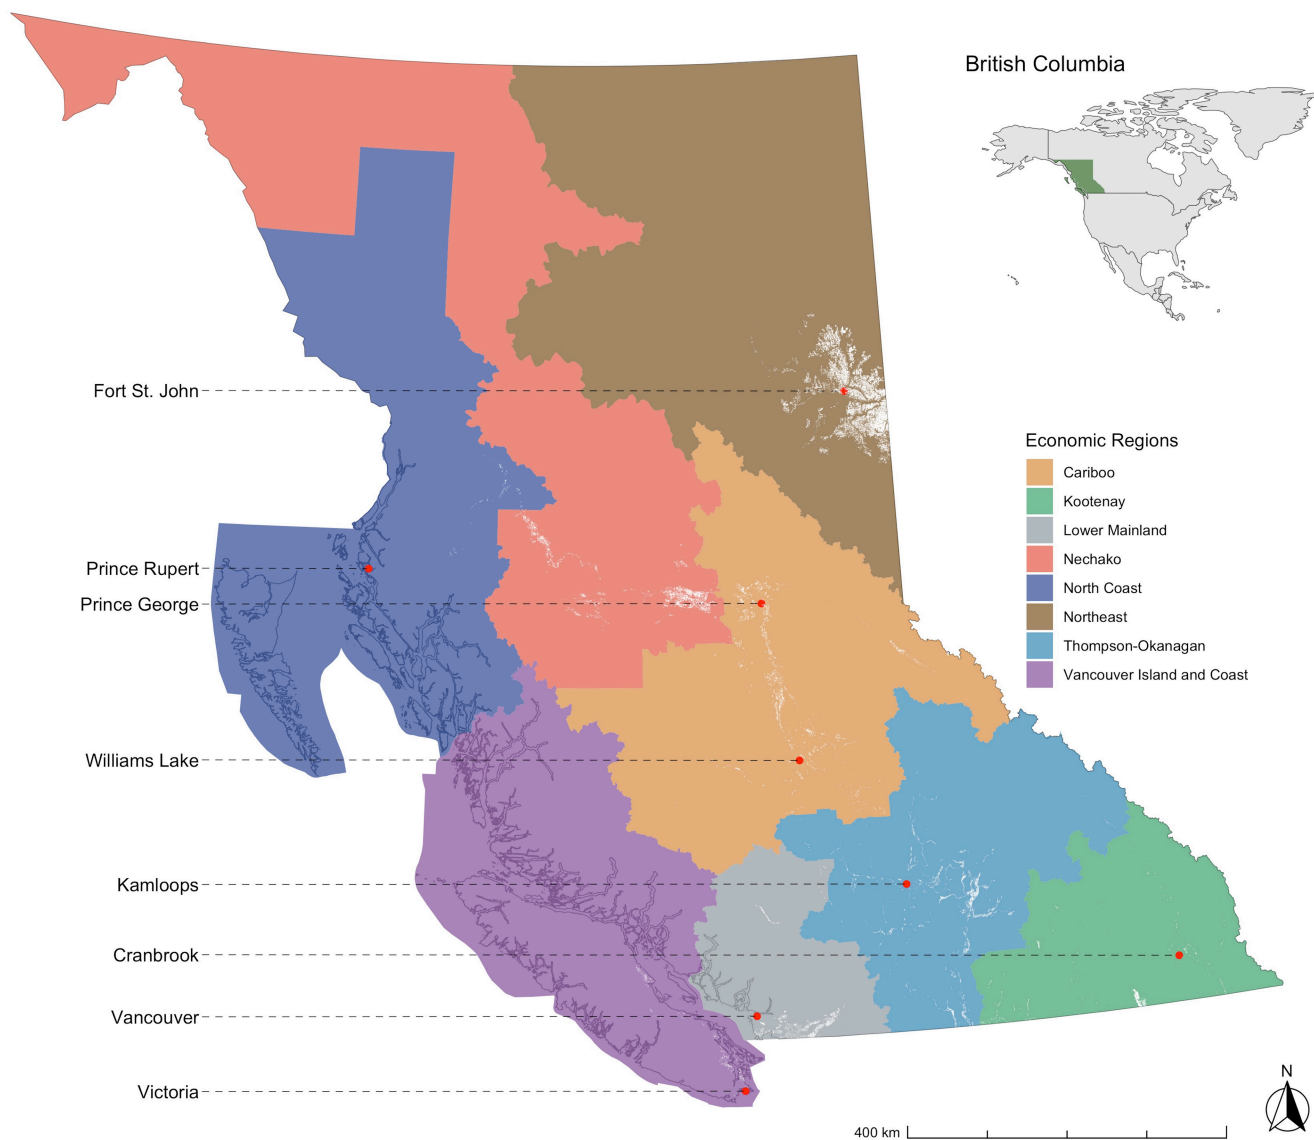 British Columbia
Fort St. John
Economic Regions
Cariboo
Kootenay
Lower Mainland
Nechako
North Coast
Northeast
Thompson-Okanagan
Vancouver Island and Coast
Prince Rupert
Prince George
Williams Lake
Kamloops
Cranbrook
Vancouver
Victoria
N
400 km